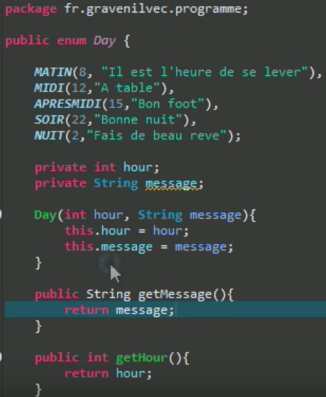 package fr.gravenilvec.programme;
public enum Day {
MATIN(8, "Il est l'heure de se lever"),
MIDI(12,"A table"),
APRESMIDI(15,"Bon foot"),
SOIR(22,"Bonne nuit"),
NUIT(2,"Fais de beau reve");
private int hour;
private String message;
Day(int hour, String message){
this.hour = hour;
this.message = message;
}
public String getMessage(){
return message;
}
public int getHour(){
return hour;
}